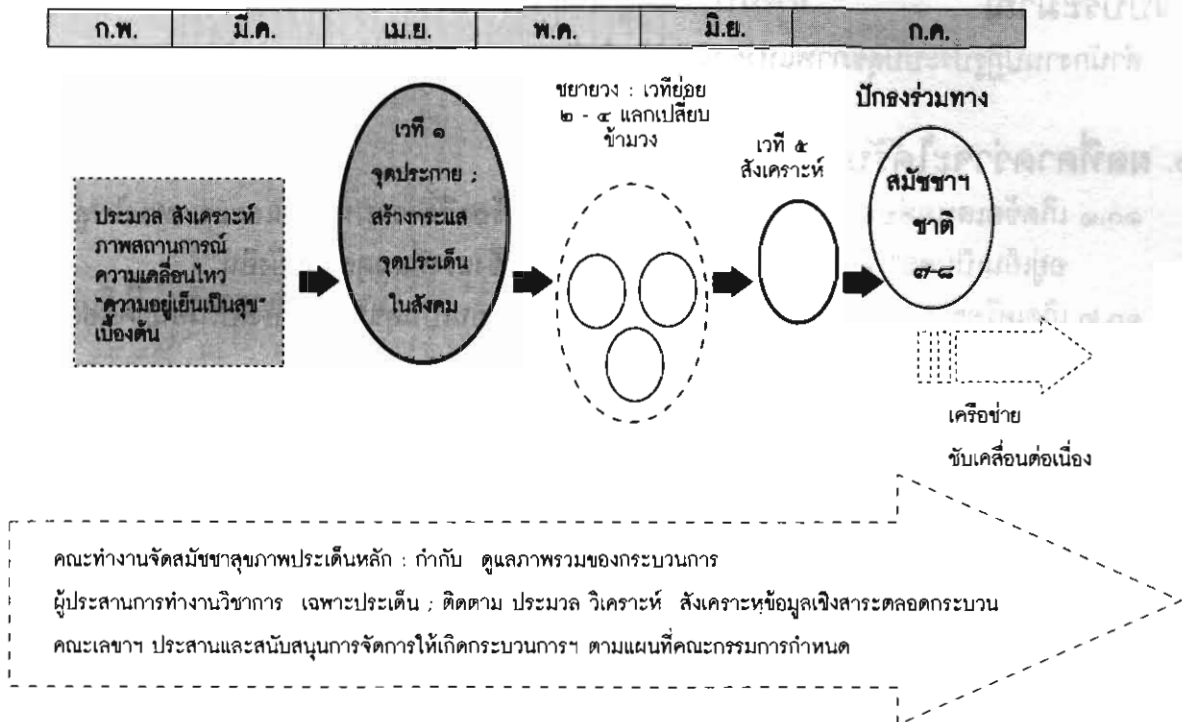 ก.พ. มี.ค. เม.ย. พ.ค. มิ.ย. ก.ค.
ประมวล สังเคราะห์
ภาพสถานการณ์
ความเคลื่อนไหว
"ความอยู่เย็นเป็นสุข"
เบื้องต้น
เวที ๑
จุดประกาย ;
สร้างกระแส
จุดประเด็น
ในสังคม
ขยายวง : เวทีย่อย
๒ - ๔ แลกเปลี่ยน
ข้ามวง
เวที ๕
สังเคราะห์
ปักธงร่วมทาง
สมัชชาฯ
ชาติ
๗-๘
เครือข่าย
ขับเคลื่อนต่อเนื่อง
คณะทำงานจัดสมัชชาสุขภาพประเด็นหลัก : กำกับ ดูแลภาพรวมของกระบวนการ
ผู้ประสานการทำงานวิชาการ เฉพาะประเด็น ; ติดตาม ประมวล วิเคราะห์ สังเคราะหฺข้อมูลเชิงสาระตลอดกระบวน
คณะเลขาฯ ประสานและสนับสนุนการจัดการให้เกิดกระบวนการฯ ตามแผนที่คณะกรรมการกำหนด